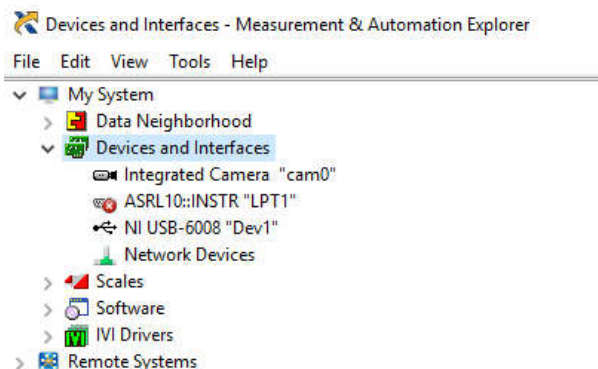 Devices and Interfaces - Measurement & Automation Explorer
File Edit View Tools Help
My System
Data Neighborhood
Devices and Interfaces
Integrated Camera "cam0"
ASRL10::INSTR "LPT1"
NI USB-6008 "Dev1"
Network Devices
Scales
Software
IVI Drivers
Remote Systems